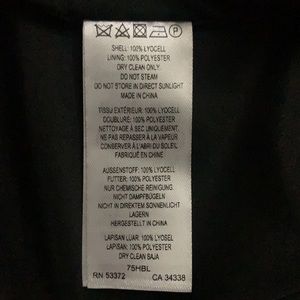 SHELL: 100% LYOCELL
LINING: 100% POLYESTER
DRY CLEAN ONLY.
DO NOT STEAM
DO NOT STORE IN DIRECT SUNLIGHT
MADE IN CHINA
TISSU EXTÉRIEUR: 100% LYOCELL
DOUBLURE: 100% POLYESTER
NETTOYAGE À SEC UNIQUEMENT.
NE PAS REPASSER À LA VAPEUR
CONSERVER À L'ABRI DU SOLEIL
FABRIQUÉ EN CHINE
AUSSENSTOFF: 100% LYOCELL
FUTTER: 100% POLYESTER
NUR CHEMISCHE REINIGUNG
NICHT DAMPFBÜGELN
NICHT IN DIREKTEM SONNENLICHT
LAGERN
HERGESTELLT IN CHINA
LAPISAN LUAR: 100% LYOSEL
LAPISAN: 100% POLYESTER
DRY CLEAN SAJA
75HBL
RN 53372 CA 34338